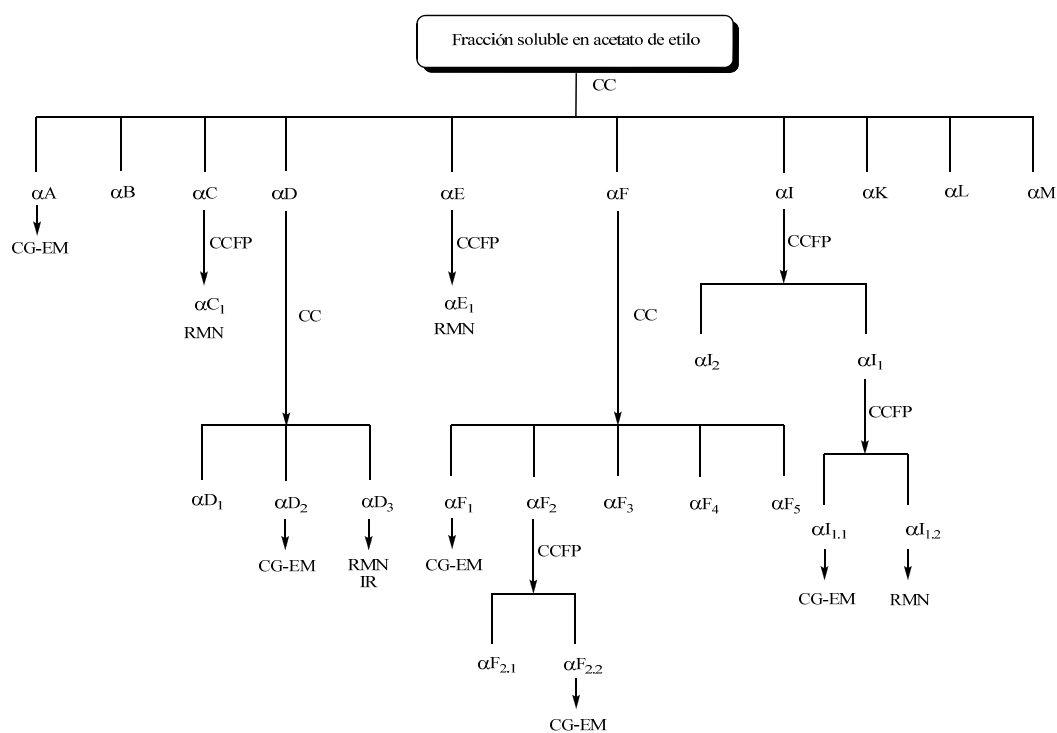 Fracción soluble en acetato de etilo
CC
αA αB αC αD αE αF αI αK αL αM
CG-EM CCFP CCFP CCFP
αC₁ αE₁
RMN RMN
CC CC
αI₂ αI₁
CCFP
αD₁ αD₂ αD₃ αF₁ αF₂ αF₃ αF₄ αF₅
αI₁.₁ αI₁.₂
CG-EM RMN CG-EM CCFP
IR
CG-EM RMN
αF₂.₁ αF₂.₂
CG-EM